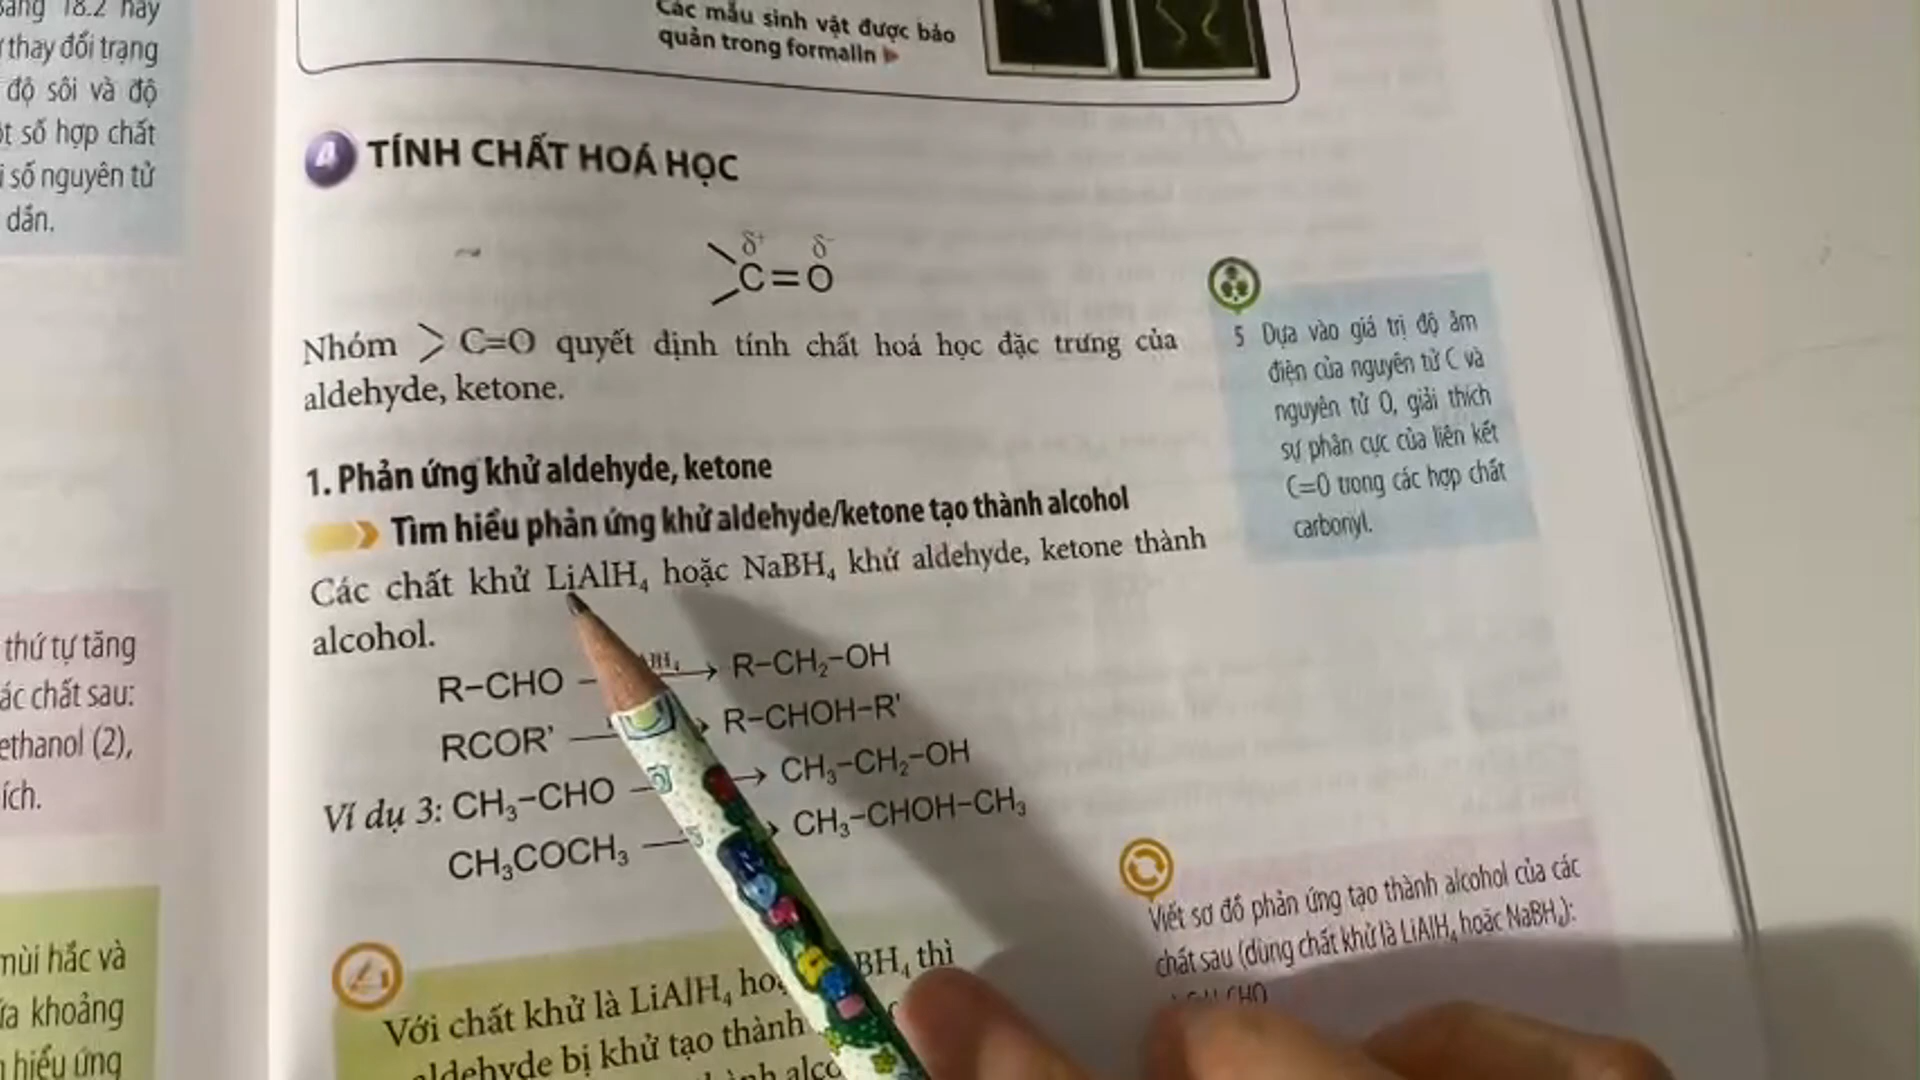 18.2 này
thay đổi trạng
độ sôi và độ
số hợp chất
số nguyên tử
dần.
thứ tự tăng
ác chất sau:
ethanol (2),
ích.
mùi hắc và
khoảng
hiểu ứng
Các mẫu sinh vật được bảo
quản trong formalin
4 TÍNH CHẤT HOÁ HỌC
δ+ δ-
C=O
Nhóm >C=O quyết định tính chất hoá học đặc trưng của
aldehyde, ketone.
1. Phản ứng khử aldehyde, ketone
Tìm hiểu phản ứng khử aldehyde/ketone tạo thành alcohol
Các chất khử LiAlH₄ hoặc NaBH₄ khử aldehyde, ketone thành
alcohol.
R–CHO → R–CH₂–OH
RCOR' → R–CHOH–R'
Ví dụ 3: CH₃–CHO → CH₃–CH₂–OH
CH₃COCH₃ → CH₃–CHOH–CH₃
Với chất khử là LiAlH₄ BH₄ thì
aldehyde bị khử tạo thành
5 Dựa vào giá trị độ âm
điện của nguyên tử C và
nguyên tử O, giải thích
sự phân cực của liên kết
C=O trong các hợp chất
carbonyl.
Viết sơ đồ phản ứng tạo thành alcohol của các
chất sau (dùng chất khử là LiAlH₄ hoặc NaBH₄):